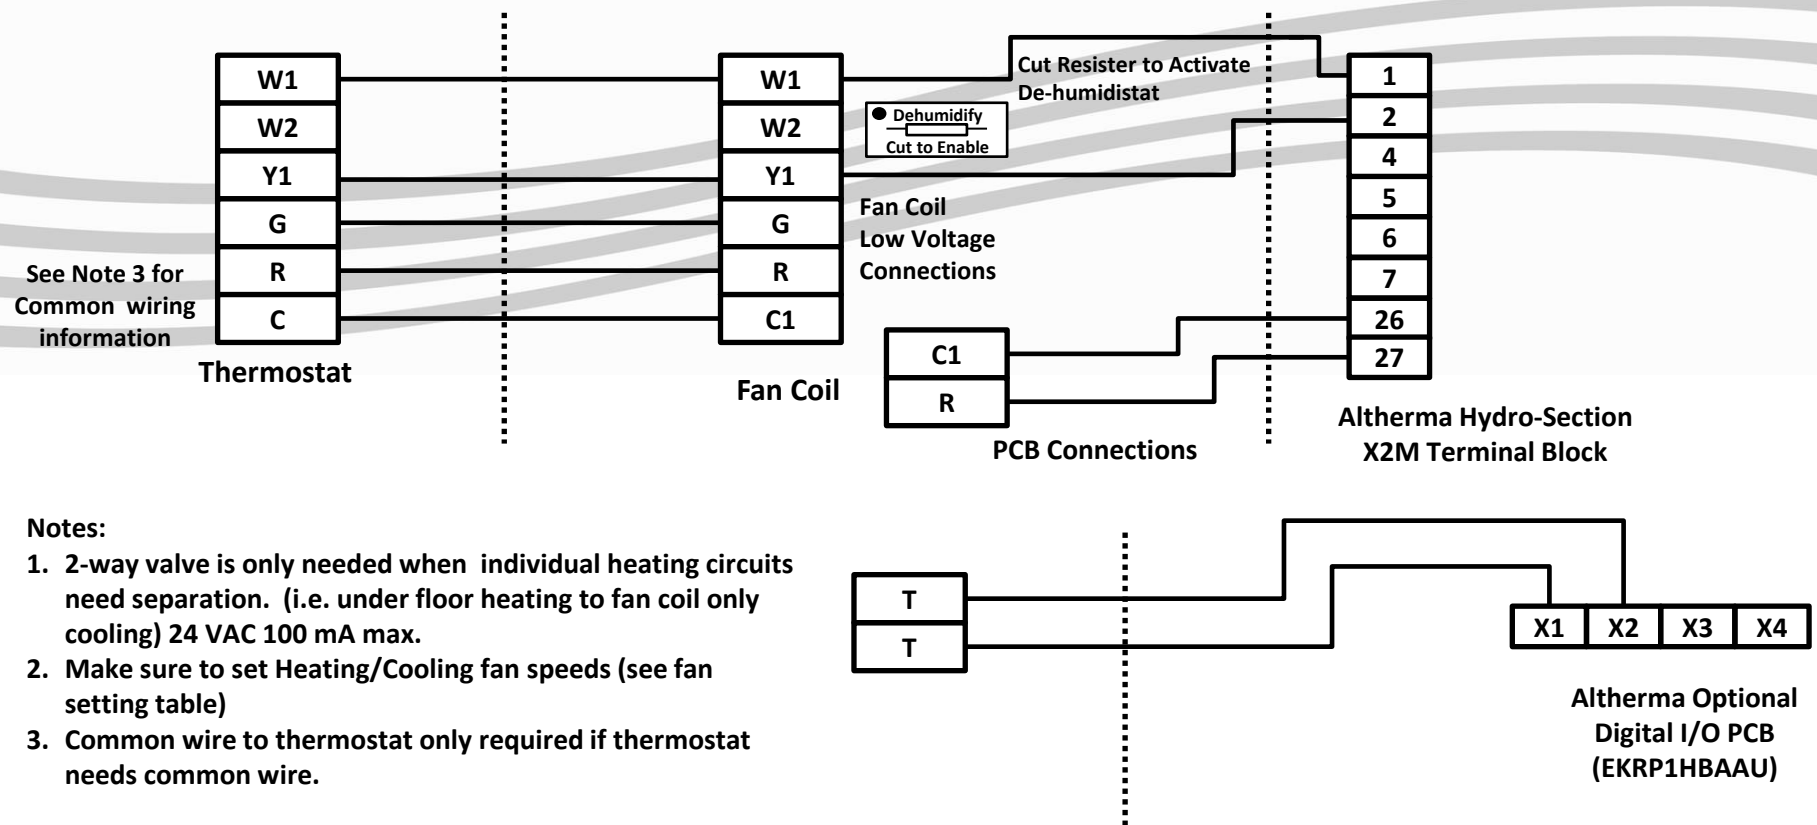 W1
W2
Y1
G
R
C
See Note 3 for
Common wiring
information
Thermostat
W1
W2
Y1
G
R
C1
Fan Coil
Cut Resister to Activate
De-humidistat
Dehumidify
Cut to Enable
Fan Coil
Low Voltage
Connections
C1
R
PCB Connections
1
2
4
5
6
7
26
27
Altherma Hydro-Section
X2M Terminal Block
Notes:
1. 2-way valve is only needed when individual heating circuits
need separation. (i.e. under floor heating to fan coil only
cooling) 24 VAC 100 mA max.
2. Make sure to set Heating/Cooling fan speeds (see fan
setting table)
3. Common wire to thermostat only required if thermostat
needs common wire.
T
T
X1 X2 X3 X4
Altherma Optional
Digital I/O PCB
(EKRP1HBAAU)